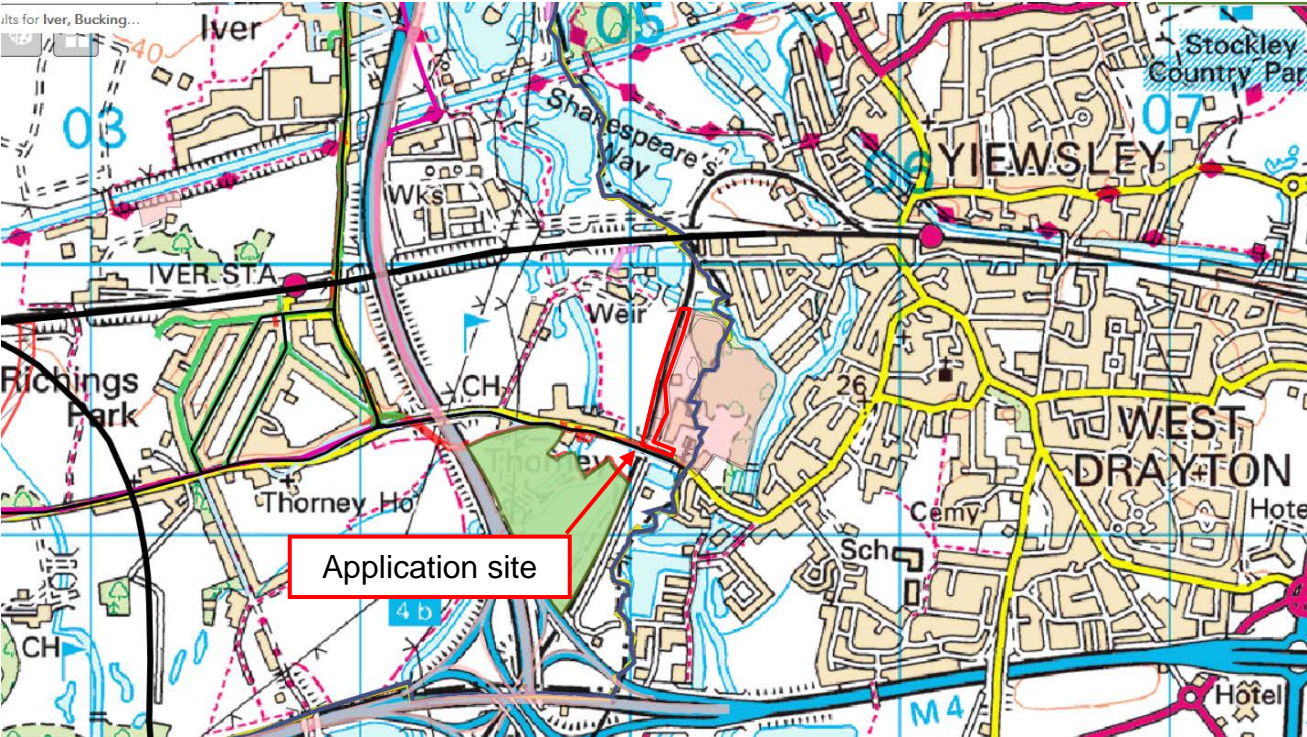 ults for Iver, Bucking...
Iver
40
05
Stockley
Country Par
03
Shakespeare's
Way
07
06
YIEWSLEY
Wks
IVER STA
Weir
Richings
Park
CH
26
WEST
DRAYTON
Thorney
Thorney Ho
Cemy
Hote
Sch
Application site
4b
CH
Hotel
M 4